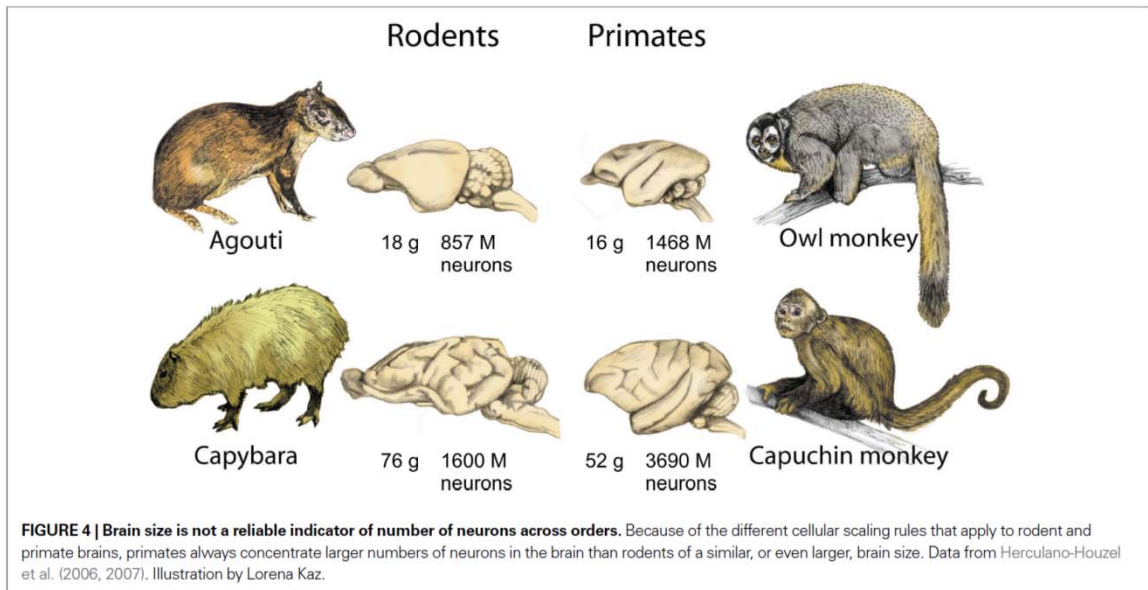 Rodents Primates
Agouti
18 g 857 M
neurons
16 g 1468 M
neurons
Owl monkey
Capybara
76 g 1600 M
neurons
52 g 3690 M
neurons
Capuchin monkey
FIGURE 4 | Brain size is not a reliable indicator of number of neurons across orders. Because of the different cellular scaling rules that apply to rodent and
primate brains, primates always concentrate larger numbers of neurons in the brain than rodents of a similar, or even larger, brain size. Data from Herculano-Houzel
et al. (2006, 2007). Illustration by Lorena Kaz.